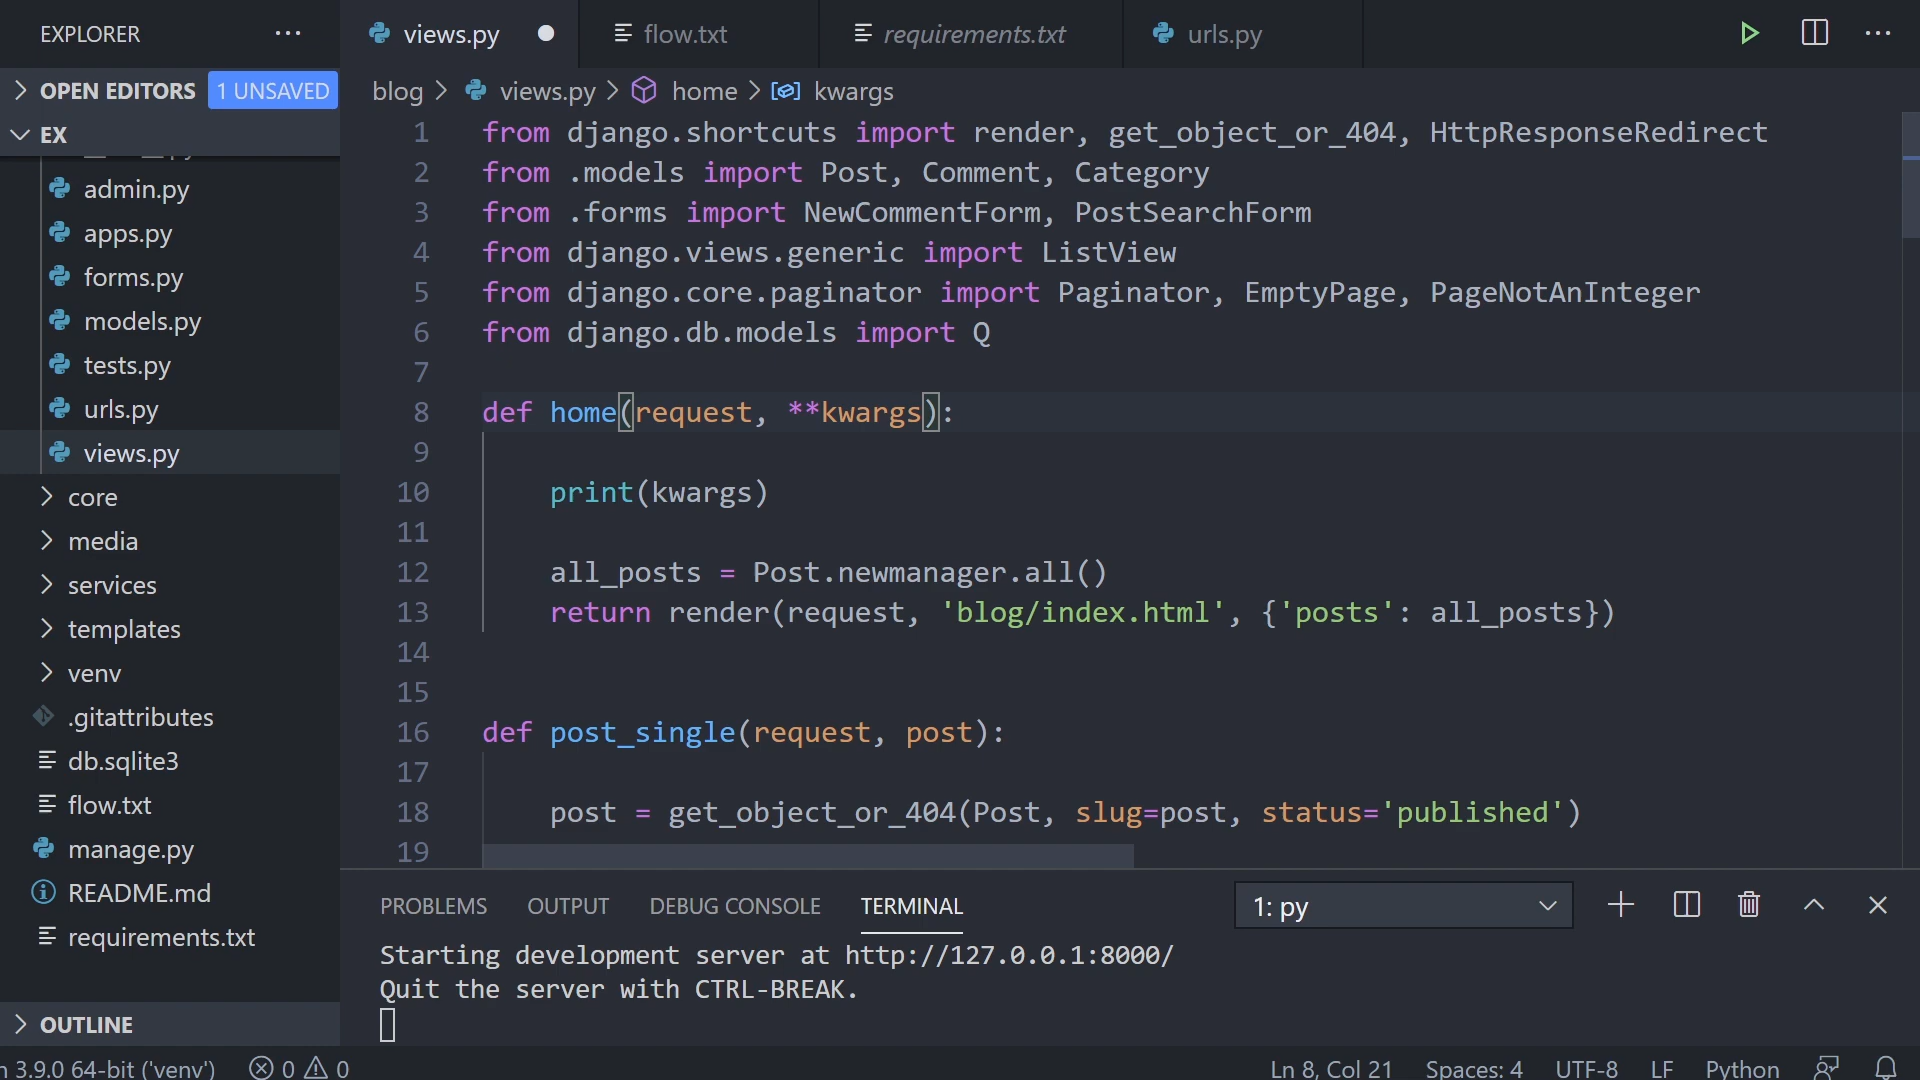 EXPLORER
views.py
flow.txt
requirements.txt
urls.py
OPEN EDITORS
1 UNSAVED
EX
admin.py
apps.py
forms.py
models.py
tests.py
urls.py
views.py
core
media
services
templates
venv
.gitattributes
db.sqlite3
flow.txt
manage.py
README.md
requirements.txt
OUTLINE
blog > views.py > home > kwargs
1 from django.shortcuts import render, get_object_or_404, HttpResponseRedirect
2 from .models import Post, Comment, Category
3 from .forms import NewCommentForm, PostSearchForm
4 from django.views.generic import ListView
5 from django.core.paginator import Paginator, EmptyPage, PageNotAnInteger
6 from django.db.models import Q
7
8 def home(request, **kwargs):
9
10     print(kwargs)
11
12     all_posts = Post.newmanager.all()
13     return render(request, 'blog/index.html', {'posts': all_posts})
14
15
16 def post_single(request, post):
17
18     post = get_object_or_404(Post, slug=post, status='published')
19
PROBLEMS OUTPUT DEBUG CONSOLE TERMINAL
1: py
Starting development server at http://127.0.0.1:8000/
Quit the server with CTRL-BREAK.
n 3.9.0 64-bit ('venv') 0 0
Ln 8, Col 21 Spaces: 4 UTF-8 LF Python